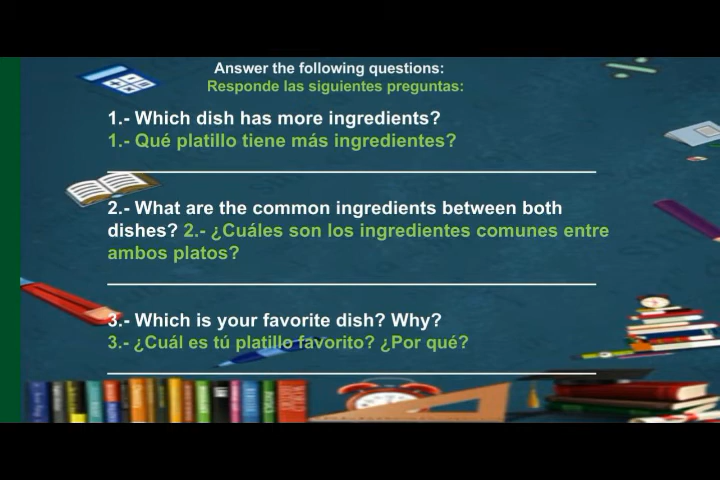 Answer the following questions:
Responde las siguientes preguntas:
1.- Which dish has more ingredients?
1.- Qué platillo tiene más ingredientes?
2.- What are the common ingredients between both
dishes? 2.- ¿Cuáles son los ingredientes comunes entre
ambos platos?
3.- Which is your favorite dish? Why?
3.- ¿Cuál es tú platillo favorito? ¿Por qué?